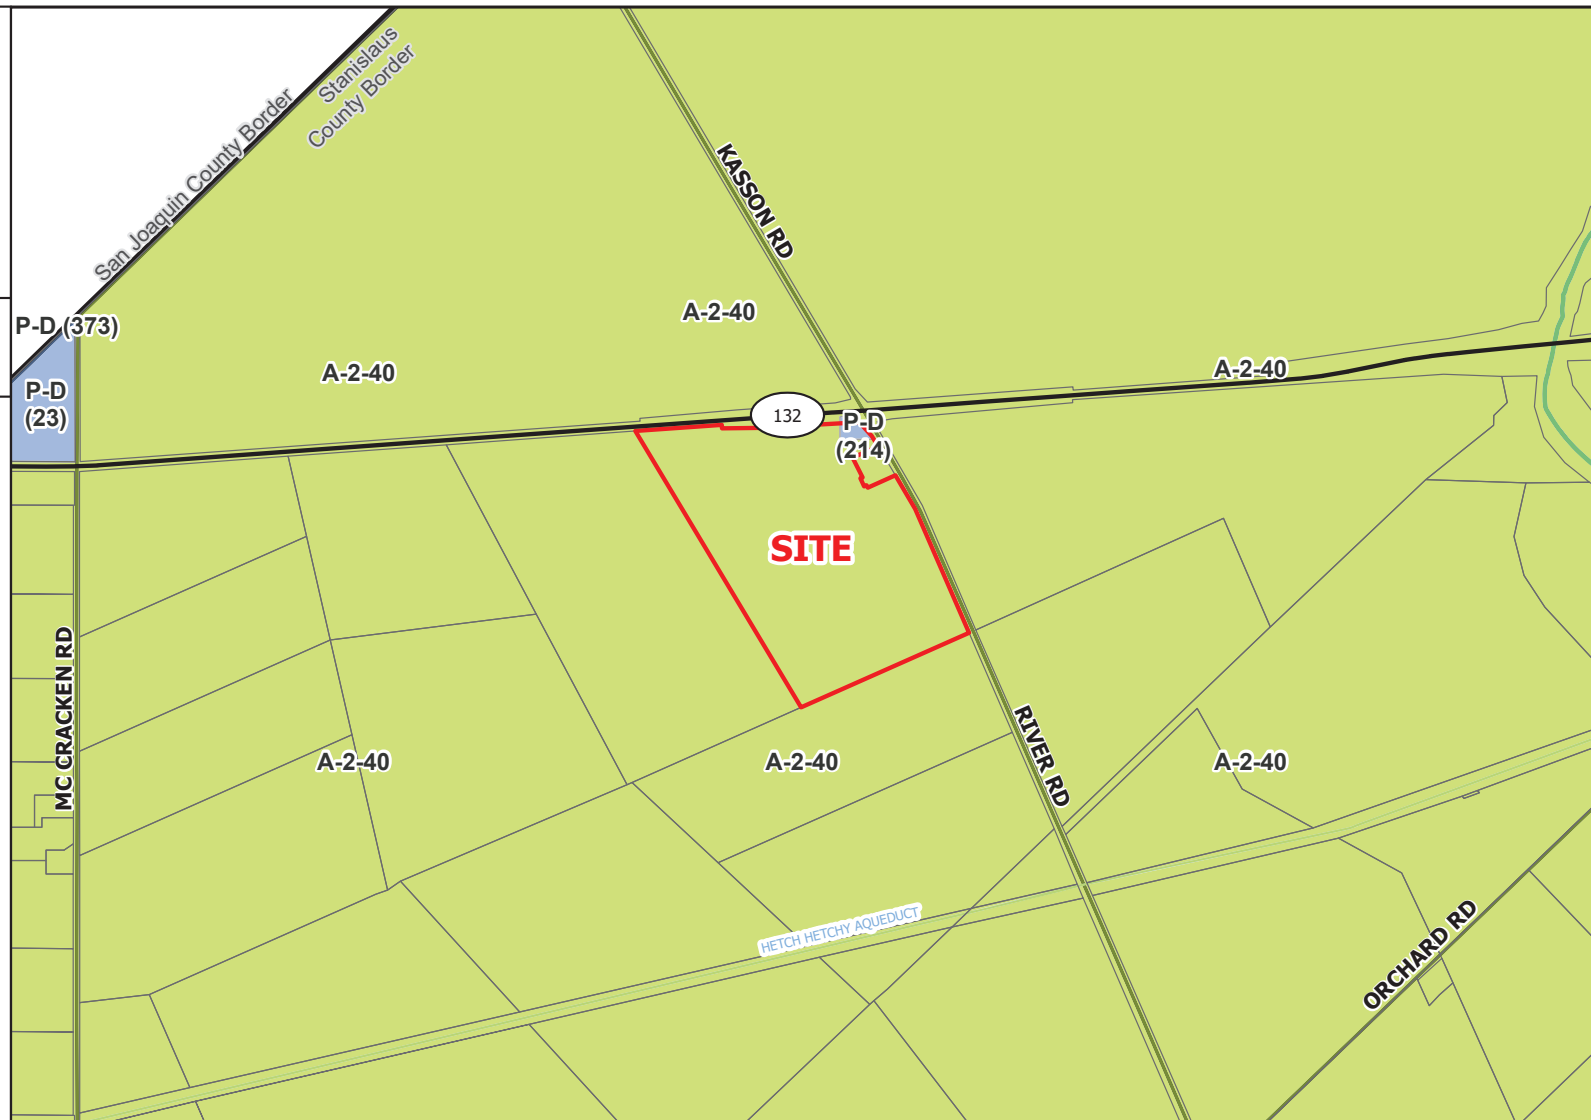 Stanislaus
County Border
San Joaquin County Border
KASSON RD
A-2-40
P-D (373)
A-2-40
A-2-40
P-D
(23)
132
P-D
(214)
SITE
MC CRACKEN RD
RIVER RD
A-2-40
A-2-40
A-2-40
HETCH HETCHY AQUEDUCT
ORCHARD RD